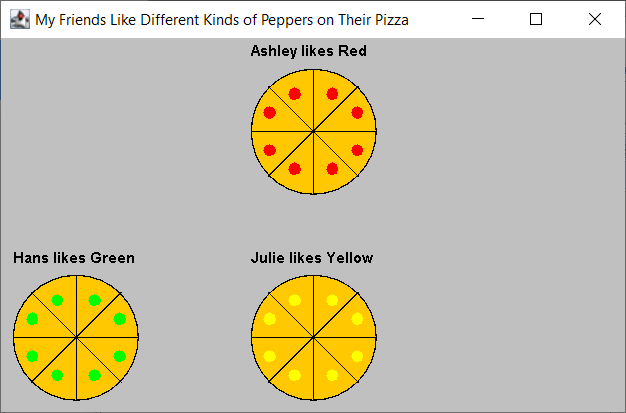 My Friends Like Different Kinds of Peppers on Their Pizza
Ashley likes Red
Hans likes Green
Julie likes Yellow